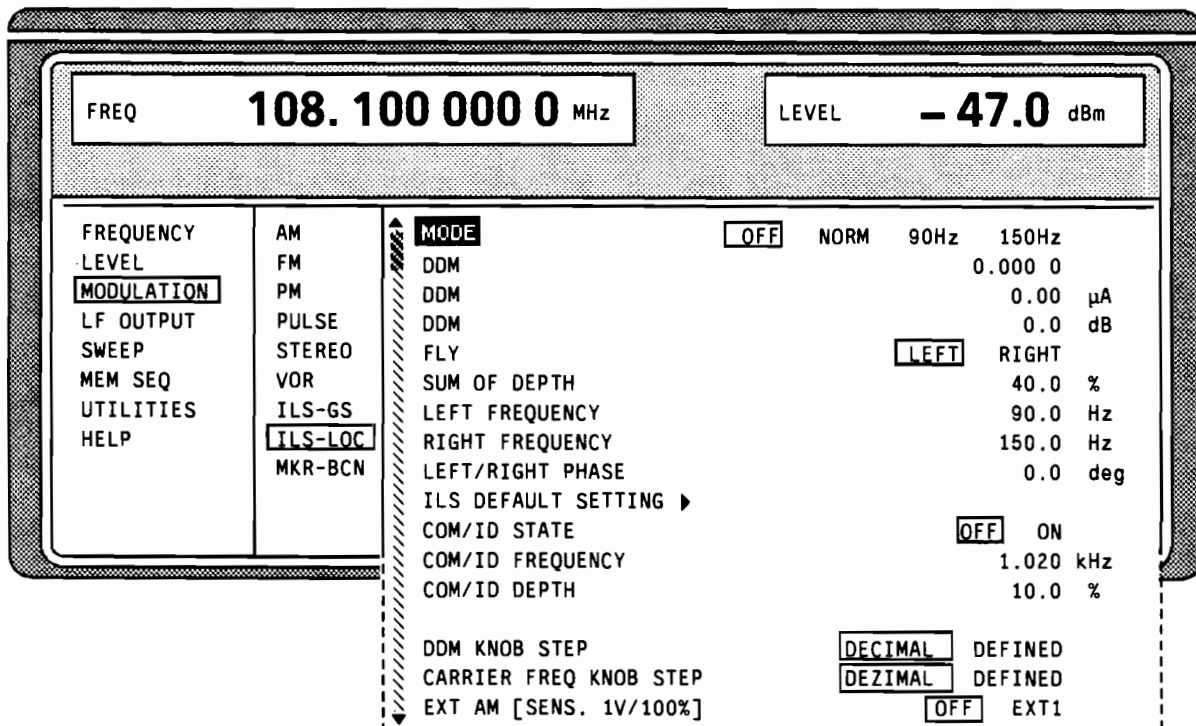 FREQ 108. 100 000 0 MHz LEVEL – 47.0 dBm
FREQUENCY
LEVEL
MODULATION
LF OUTPUT
SWEEP
MEM SEQ
UTILITIES
HELP
AM
FM
PM
PULSE
STEREO
VOR
ILS-GS
ILS-LOC
MKR-BCN
MODE OFF NORM 90Hz 150Hz
DDM 0.000 0
DDM 0.00 µA
DDM 0.0 dB
FLY LEFT RIGHT
SUM OF DEPTH 40.0 %
LEFT FREQUENCY 90.0 Hz
RIGHT FREQUENCY 150.0 Hz
LEFT/RIGHT PHASE 0.0 deg
ILS DEFAULT SETTING
COM/ID STATE OFF ON
COM/ID FREQUENCY 1.020 kHz
COM/ID DEPTH 10.0 %
DDM KNOB STEP DECIMAL DEFINED
CARRIER FREQ KNOB STEP DEZIMAL DEFINED
EXT AM [SENS. 1V/100%] OFF EXT1